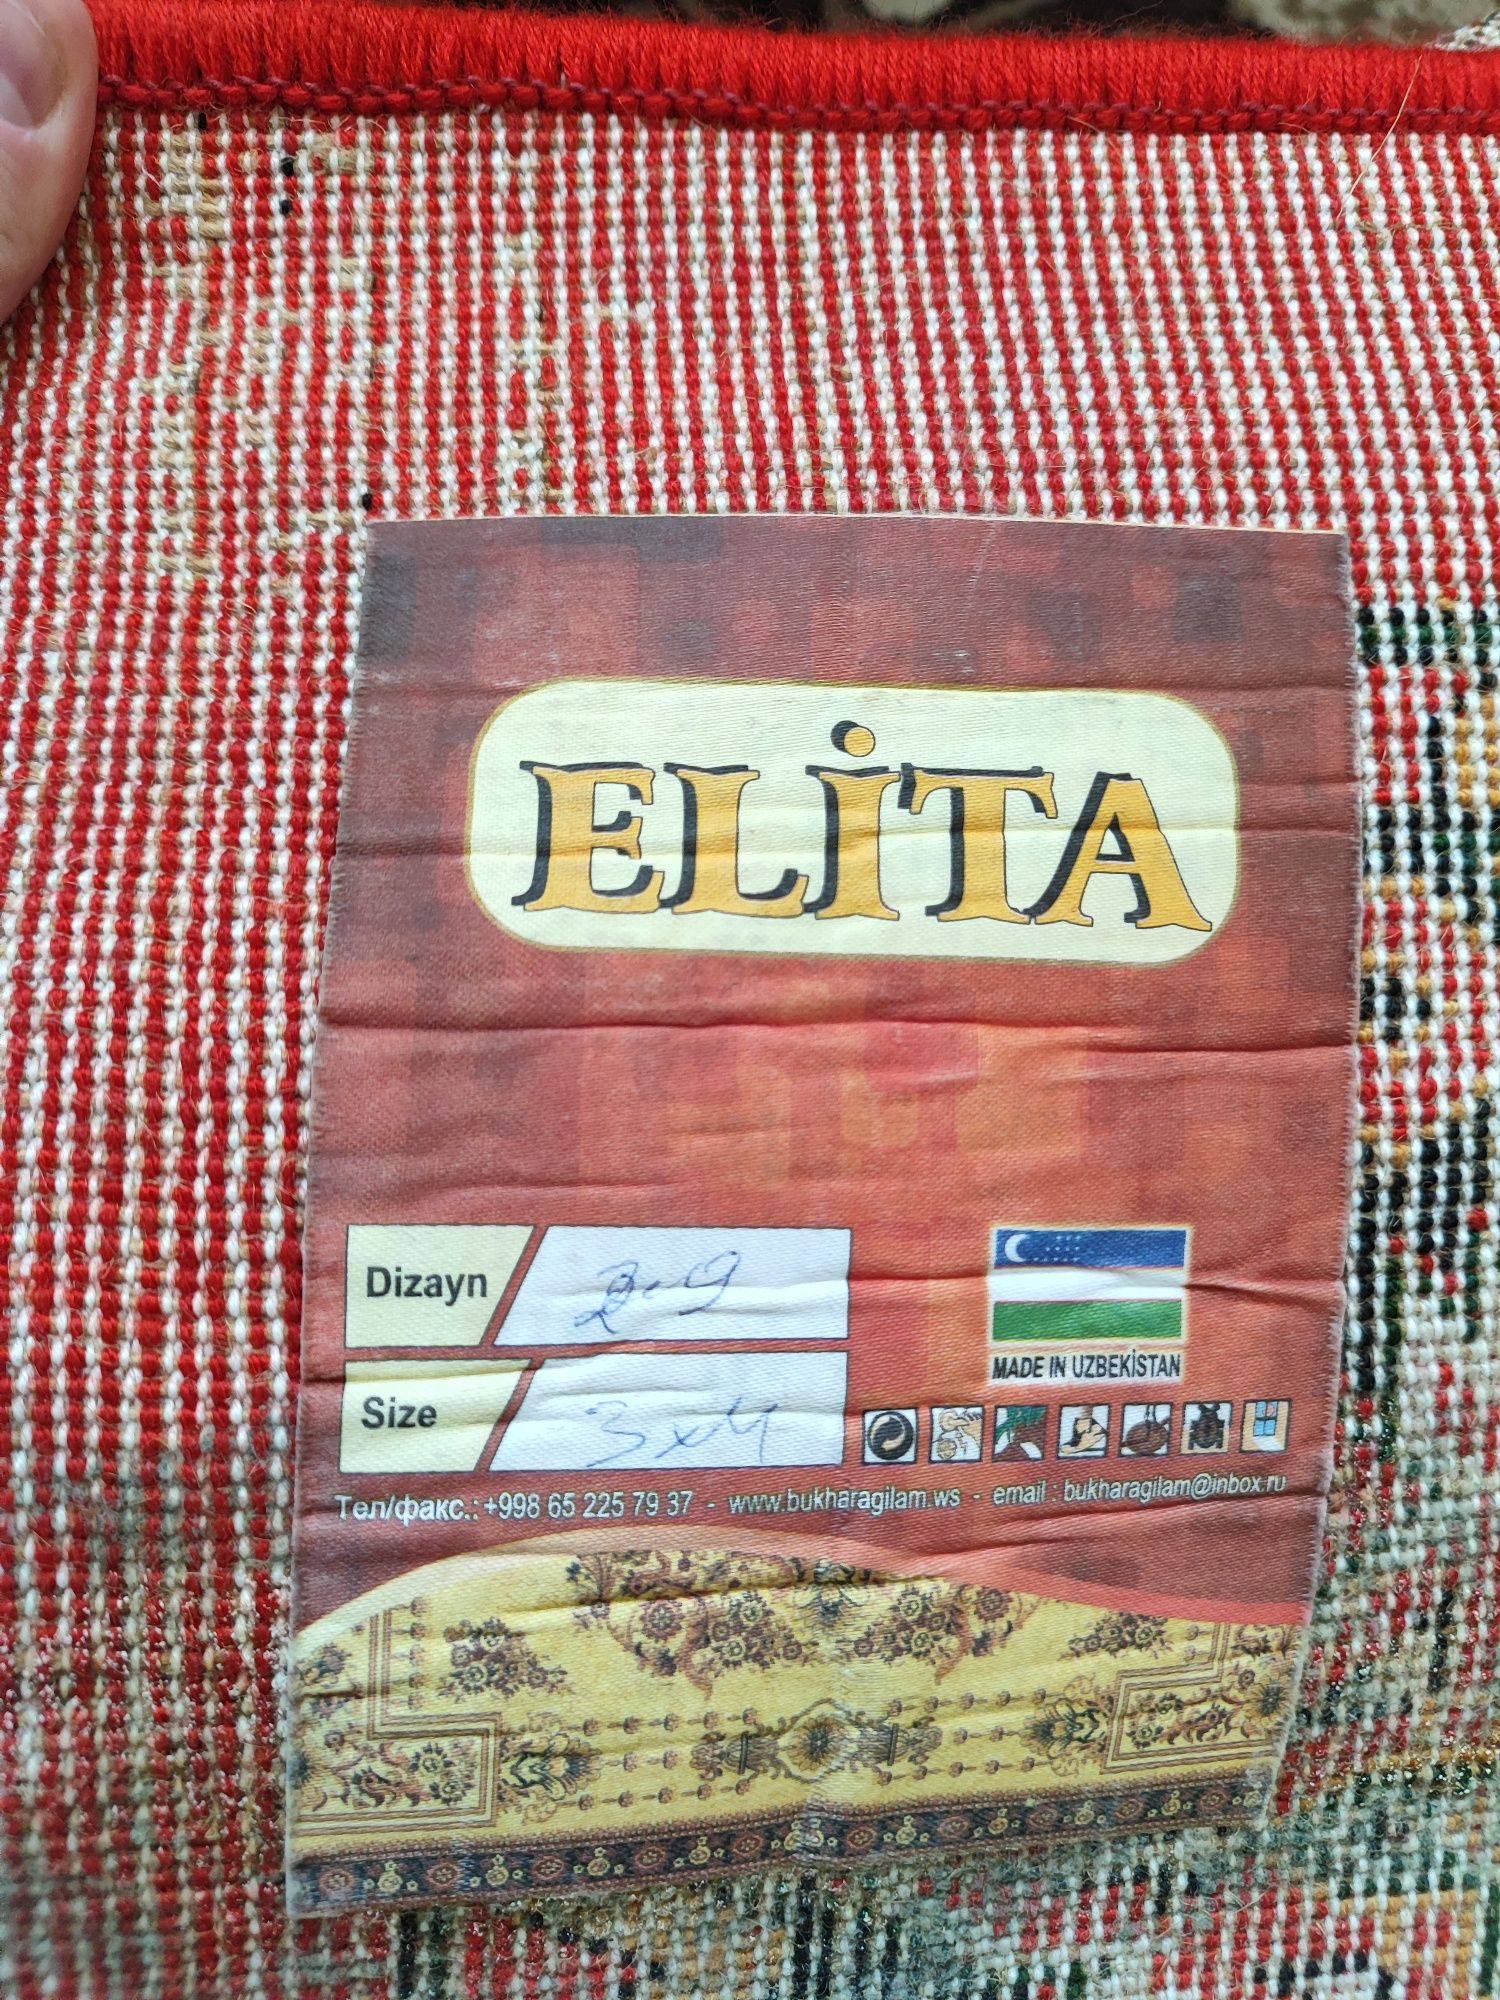 ELİTA
Dizayn
MADE IN UZBEKİSTAN
Size 3x4
Тел/факс.: +998 65 225 79 37 - www.bukharagilam.ws - email : bukharagilam@inbox.ru